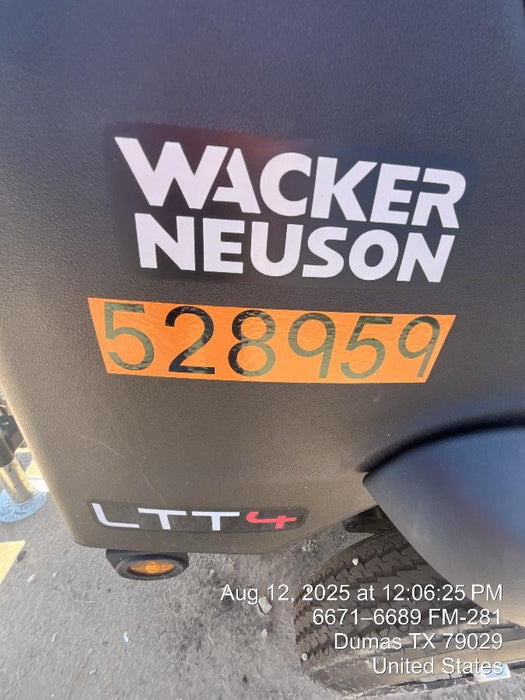 WACKER
NEUSON
528959
LTT4
Aug 12, 2025 at 12:06:25 PM
6671–6689 FM-281
Dumas TX 79029
United States